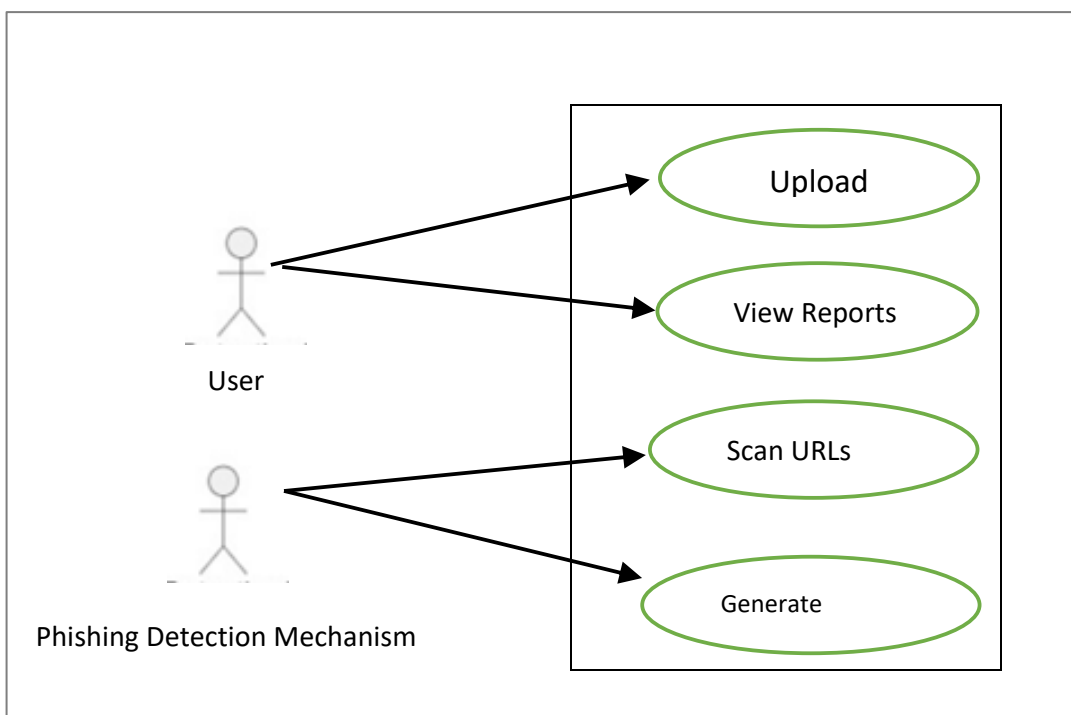 Upload
View Reports
User
Scan URLs
Generate
Phishing Detection Mechanism